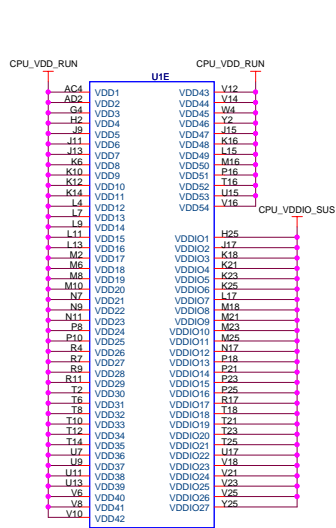 CPU_VDD_RUN CPU_VDD_RUN
U1E
AC4 VDD1 VDD43 V12
AD2 VDD2 VDD44 V14
G4 VDD3 VDD45 W4
H2 VDD4 VDD46 Y2
J9 VDD5 VDD47 J15
J11 VDD6 VDD48 K16
J13 VDD7 VDD49 L15
K6 VDD8 VDD50 M16
K10 VDD9 VDD51 P16
K12 VDD10 VDD52 T16
K14 VDD11 VDD53 U15
L4 VDD12 VDD54 V16
CPU_VDDIO_SUS
L7 VDD13
L9 VDD14
L11 VDD15 VDDIO1 H25
L13 VDD16 VDDIO2 J17
M2 VDD17 VDDIO3 K18
M6 VDD18 VDDIO4 K21
M8 VDD19 VDDIO5 K23
M10 VDD20 VDDIO6 K25
N7 VDD21 VDDIO7 L17
N9 VDD22 VDDIO8 M18
N11 VDD23 VDDIO9 M21
P8 VDD24 VDDIO10 M23
P10 VDD25 VDDIO11 M25
R4 VDD26 VDDIO12 N17
R7 VDD27 VDDIO13 P18
R9 VDD28 VDDIO14 P21
R11 VDD29 VDDIO15 P23
T2 VDD30 VDDIO16 P25
T6 VDD31 VDDIO17 R17
T8 VDD32 VDDIO18 T18
T10 VDD33 VDDIO19 T21
T12 VDD34 VDDIO20 T23
T14 VDD35 VDDIO21 T25
U7 VDD36 VDDIO22 U17
U9 VDD37 VDDIO23 V18
U11 VDD38 VDDIO24 V21
U13 VDD39 VDDIO25 V23
V6 VDD40 VDDIO26 V25
V8 VDD41 VDDIO27 Y25
V10 VDD42